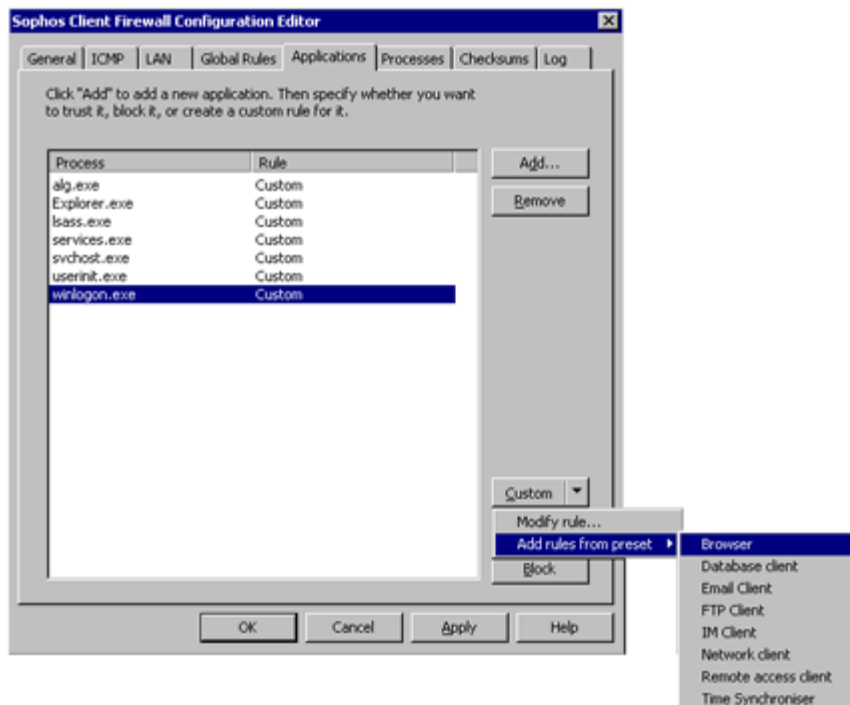 Sophos Client Firewall Configuration Editor
General ICMP LAN Global Rules Applications Processes Checksums Log
Click "Add" to add a new application. Then specify whether you want
to trust it, block it, or create a custom rule for it.
Process Rule
Add...
alg.exe Custom
Explorer.exe Custom
Remove
lsass.exe Custom
services.exe Custom
svchost.exe Custom
userinit.exe Custom
winlogon.exe Custom
Custom
Modify rule...
Add rules from preset Browser
Block Database client
Email Client
FTP Client
OK Cancel Apply Help IM Client
Network client
Remote access client
Time Synchroniser